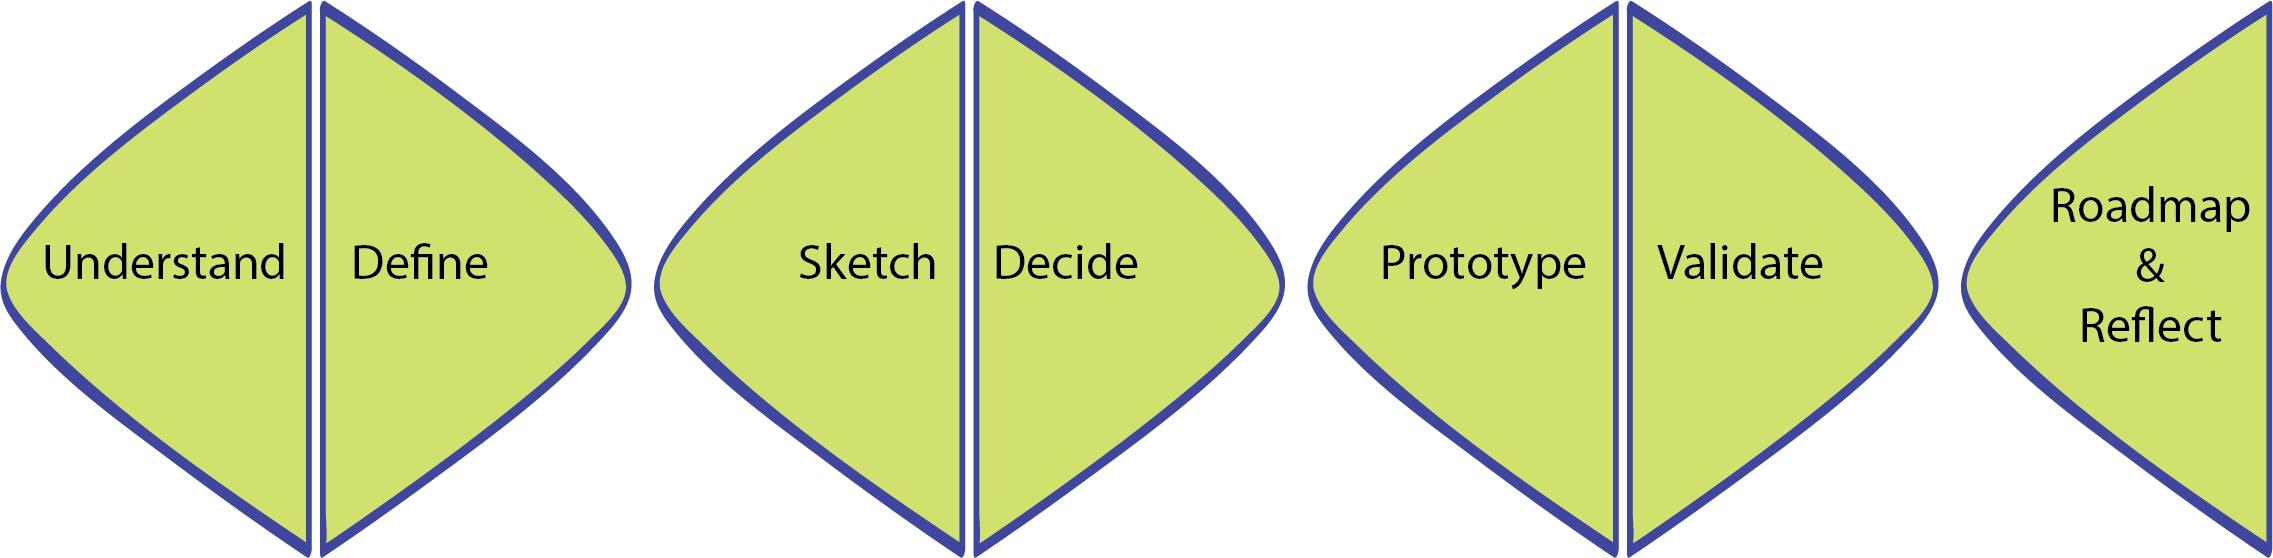 Understand
Define
Sketch
Decide
Prototype
Validate
Roadmap
&
Reflect